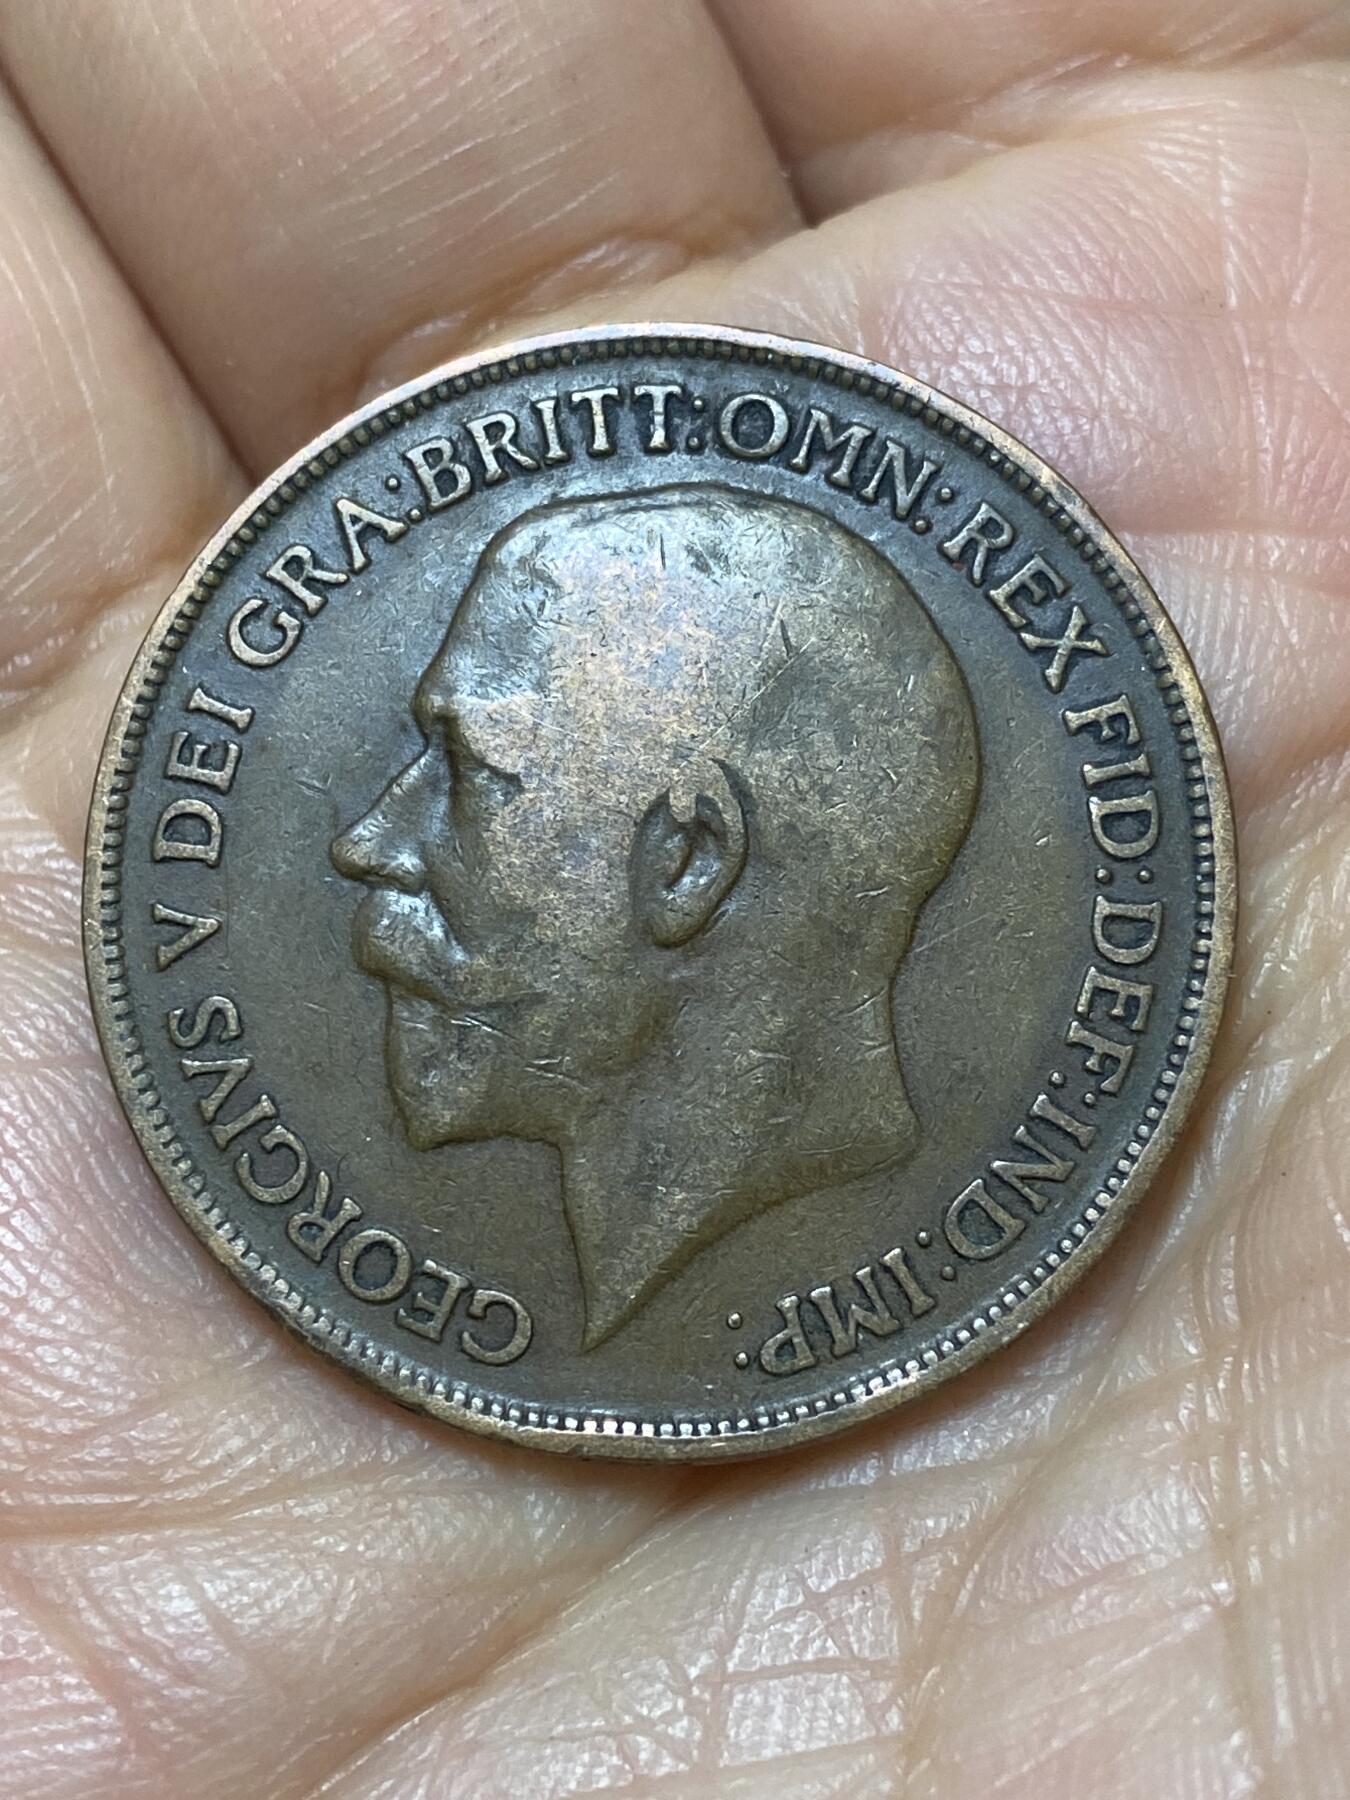 GEORGIVS V DEI GRA: BRITT: OMN: REX FID: DEF: IND: IMP: